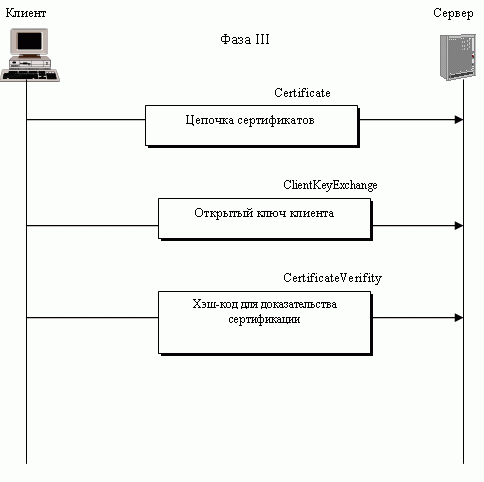 Клиент
Сервер
Фаза III
Certificate
Цепочка сертификатов
ClientKeyExchange
Открытый ключ клиента
CertificateVerifity
Хэш-код для доказательства
сертификации